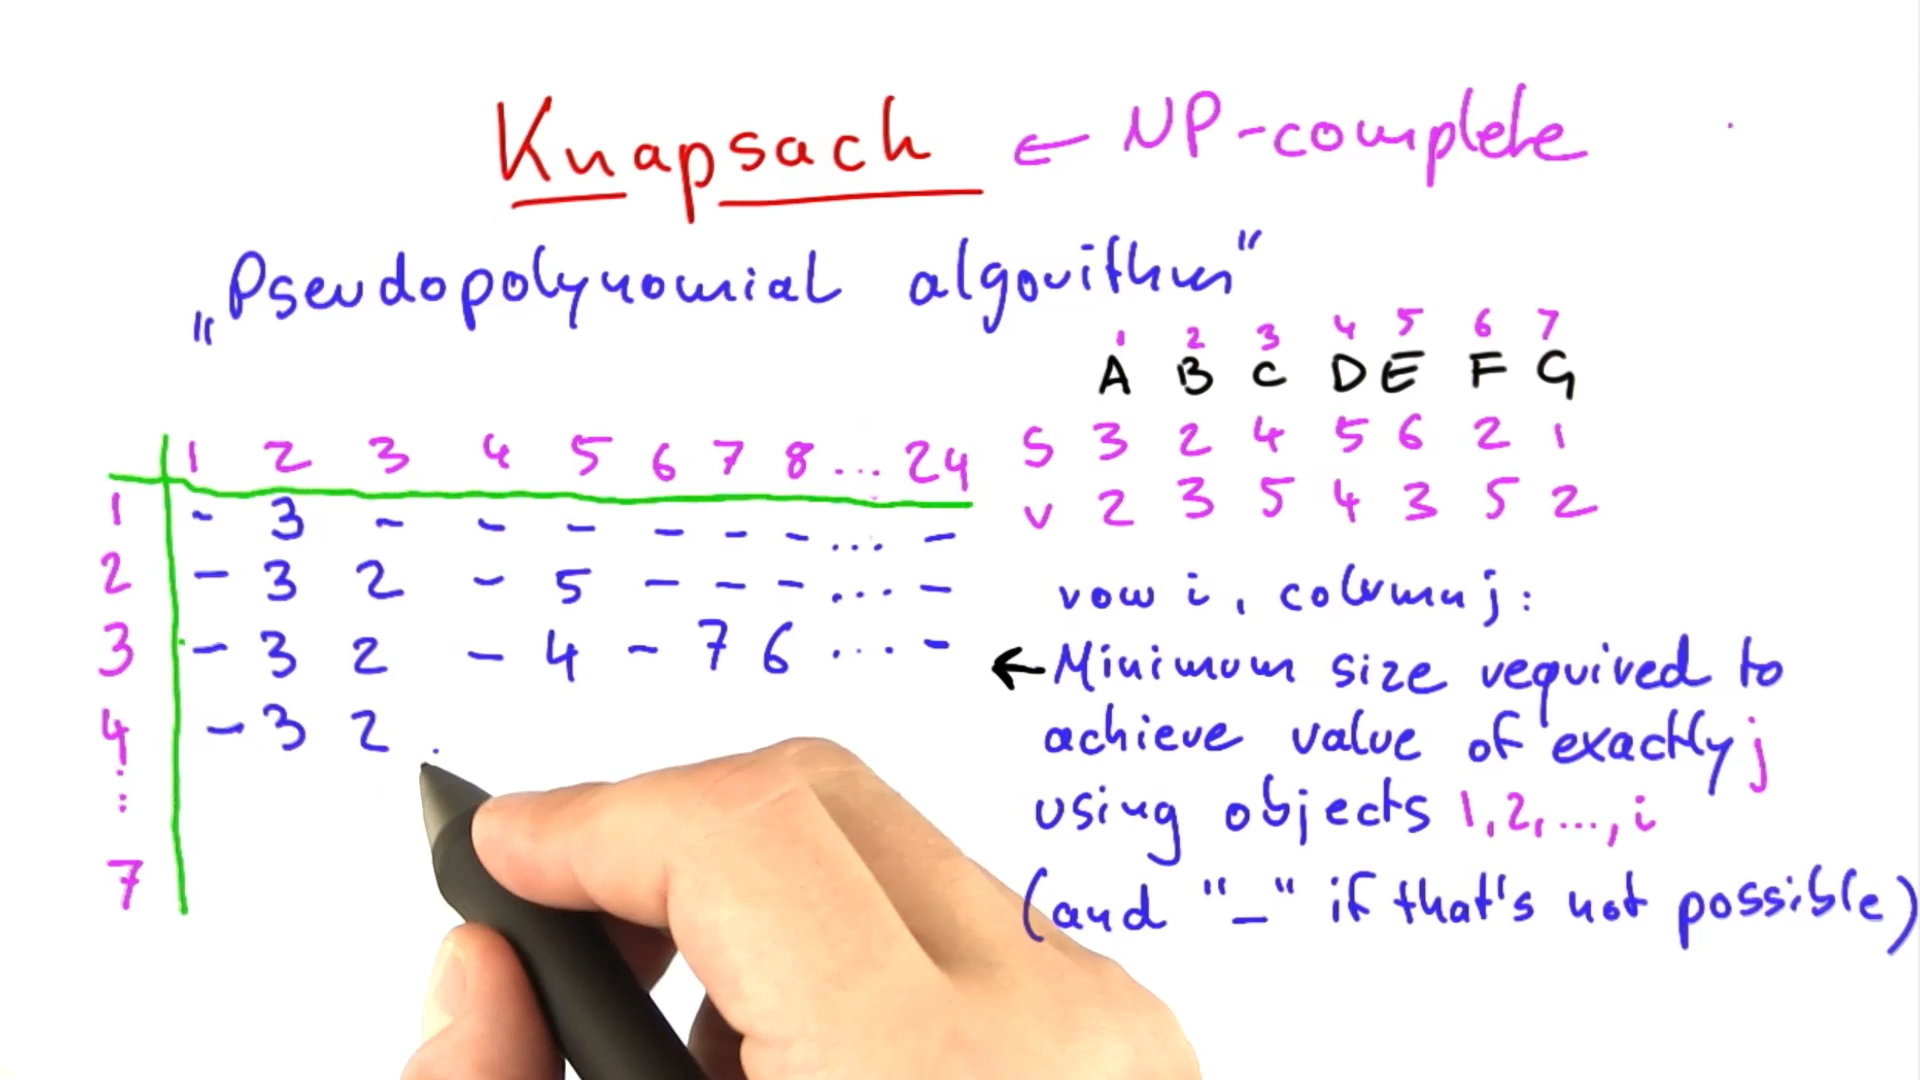 Knapsack ← NP-complete
„Pseudopolynomial algorithm“
1 2 3 4 5 6 7
A B C D E F G
S 3 2 4 5 6 2 1
V 2 3 5 4 3 5 2
1 2 3 4 5 6 7 8 ... 24
1 - 3 - - - - - - ... -
2 - 3 2 - 5 - - - ... -
3 - 3 2 - 4 - 7 6 ... -
4 - 3 2 .
:
7
row i, column j:
← Minimum size required to
achieve value of exactly j
using objects 1, 2, ..., i
(and "_" if that's not possible)